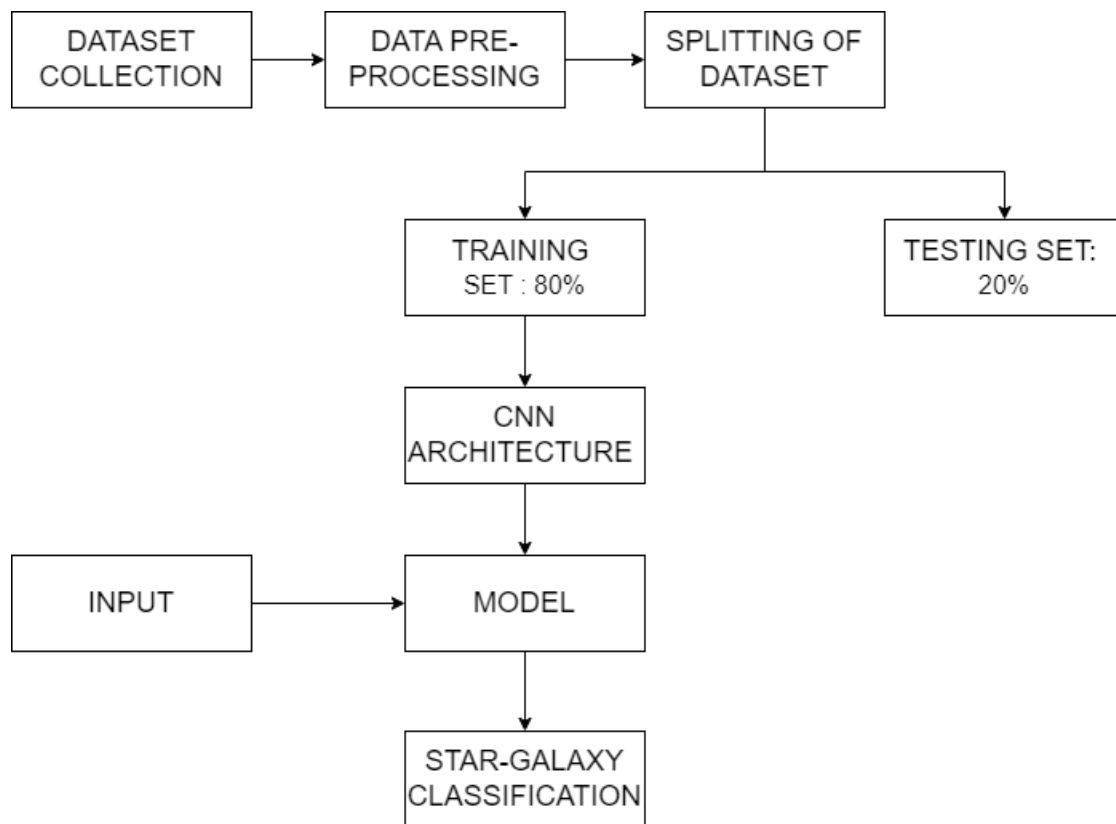 DATASET
COLLECTION
DATA PRE-
PROCESSING
SPLITTING OF
DATASET
TRAINING
SET : 80%
TESTING SET:
20%
CNN
ARCHITECTURE
INPUT
MODEL
STAR-GALAXY
CLASSIFICATION